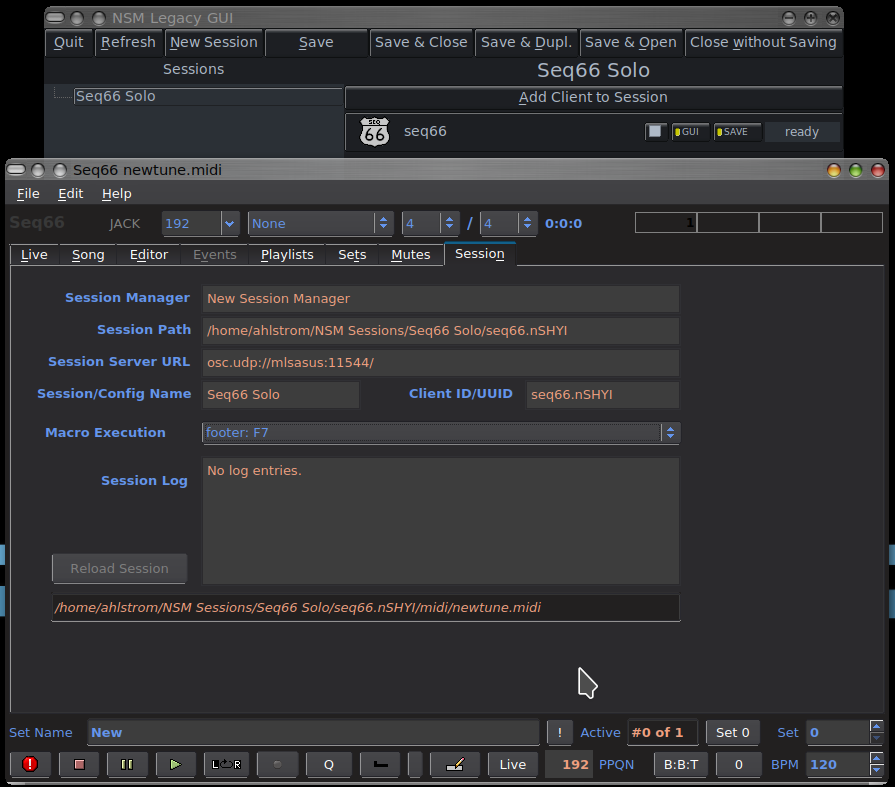 NSM Legacy GUI
Quit Refresh New Session Save Save & Close Save & Dupl. Save & Open Close without Saving
Sessions Seq66 Solo
Seq66 Solo Add Client to Session
SEQ 66 seq66 GUI SAVE ready
Seq66 newtune.midi
File Edit Help
Seq66 JACK 192 None 4 / 4 0:0:0 1
Live Song Editor Events Playlists Sets Mutes Session
Session Manager New Session Manager
Session Path /home/ahlstrom/NSM Sessions/Seq66 Solo/seq66.nSHYI
Session Server URL osc.udp://mlsasus:11544/
Session/Config Name Seq66 Solo Client ID/UUID seq66.nSHYI
Macro Execution footer: F7
Session Log No log entries.
Reload Session
/home/ahlstrom/NSM Sessions/Seq66 Solo/seq66.nSHYI/midi/newtune.midi
Set Name New ! Active #0 of 1 Set 0 Set 0
L R Q Live 192 PPQN B:B:T 0 BPM 120